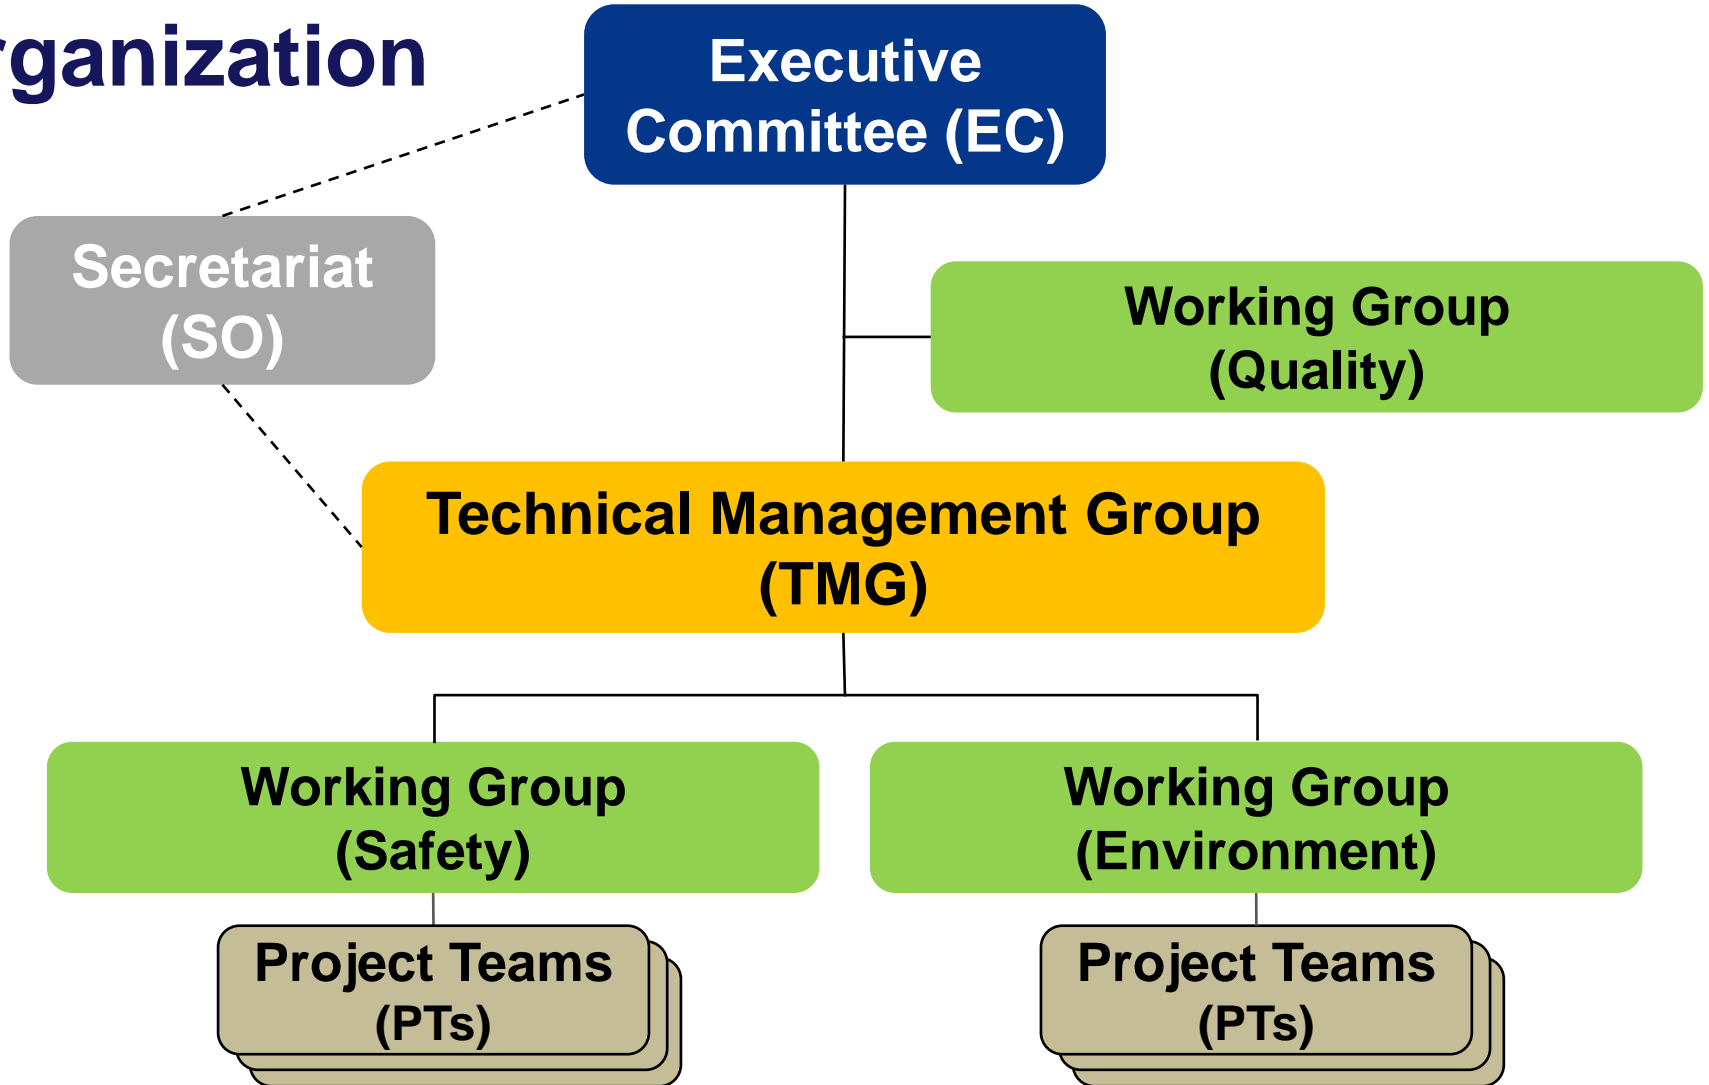 rganization
Executive
Committee (EC)
Secretariat
(SO)
Working Group
(Quality)
Technical Management Group
(TMG)
Working Group
(Safety)
Working Group
(Environment)
Project Teams
(PTs)
Project Teams
(PTs)